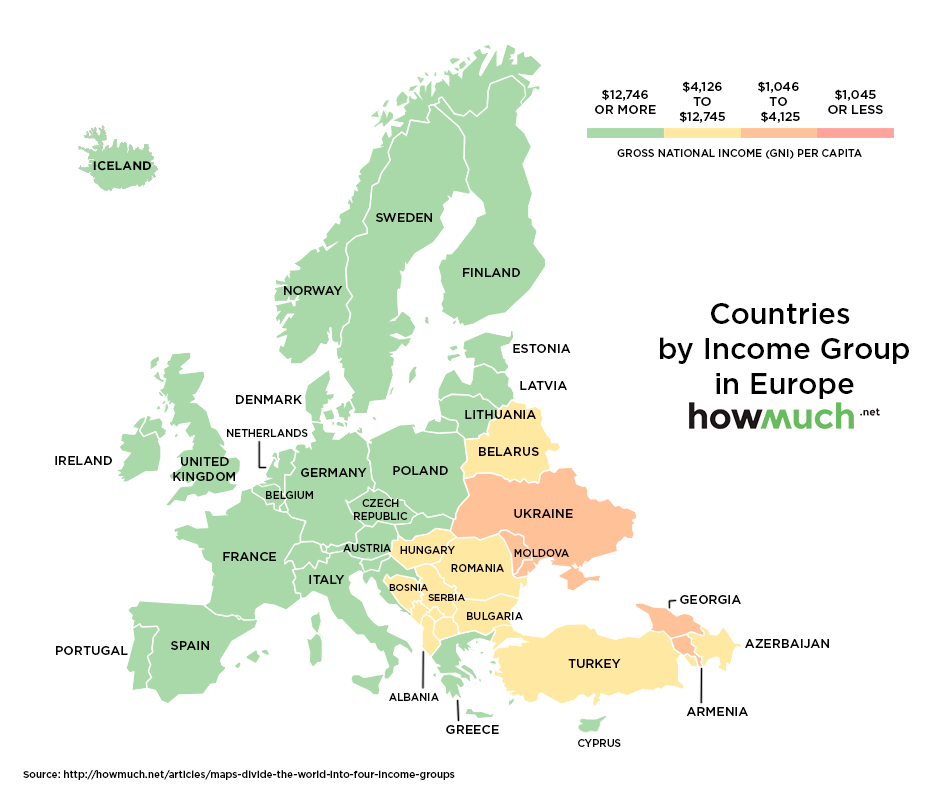 $12,746
OR MORE
$4,126
TO
$12,745
$1,046
TO
$4,125
$1,045
OR LESS
GROSS NATIONAL INCOME (GNI) PER CAPITA
ICELAND
SWEDEN
FINLAND
NORWAY
Countries
by Income Group
in Europe
howmuch.net
ESTONIA
LATVIA
DENMARK
LITHUANIA
NETHERLANDS
BELARUS
IRELAND
UNITED
KINGDOM
GERMANY
POLAND
BELGIUM
CZECH
REPUBLIC
UKRAINE
FRANCE
AUSTRIA
HUNGARY
MOLDOVA
ROMANIA
ITALY
BOSNIA
SERBIA
GEORGIA
BULGARIA
PORTUGAL
SPAIN
AZERBAIJAN
TURKEY
ALBANIA
ARMENIA
GREECE
CYPRUS
Source: http://howmuch.net/articles/maps-divide-the-world-into-four-income-groups